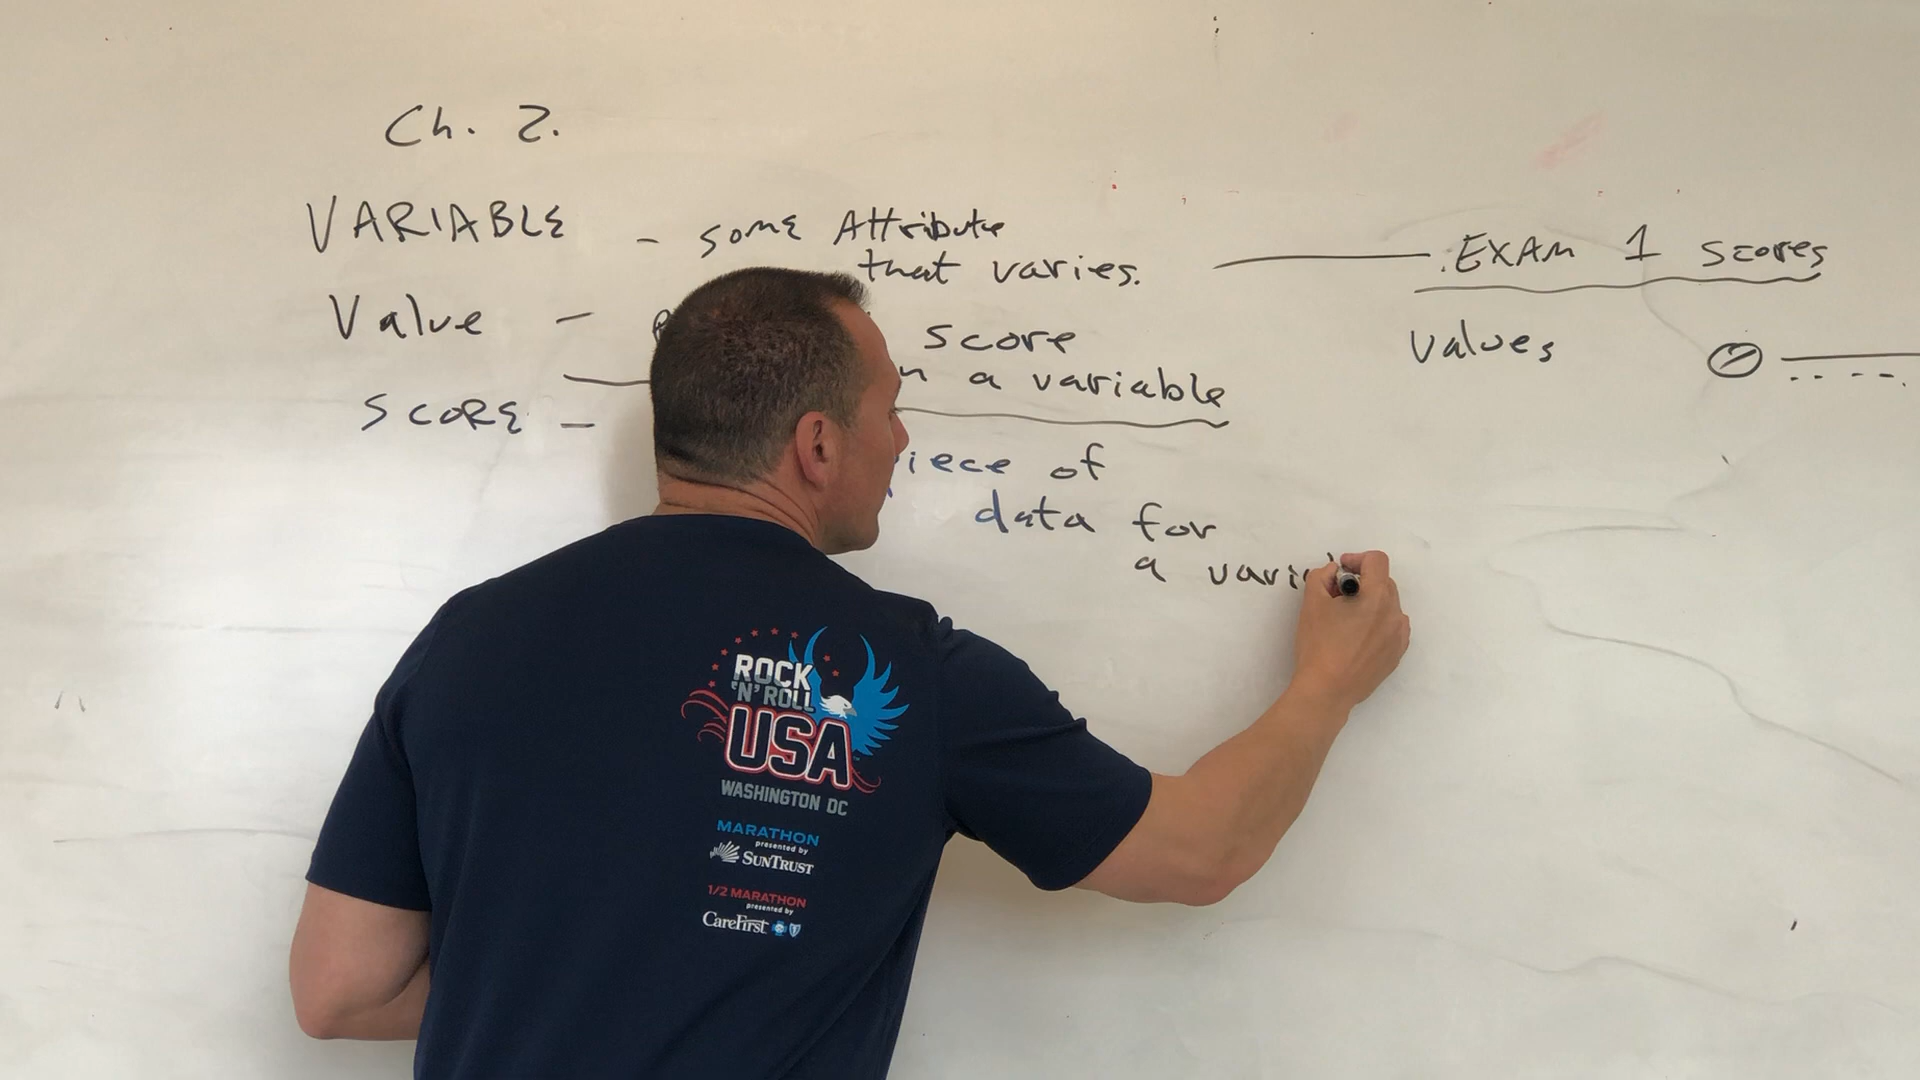 Ch. 2.
VARIABLE - some Attribute
that varies.
EXAM 1 scores
Value -
score
a variable
values
SCORE -
piece of
data for
a vari
ROCK
'N' ROLL
USA
WASHINGTON DC
MARATHON
presented by
SUNTRUST
1/2 MARATHON
presented by
CareFirst